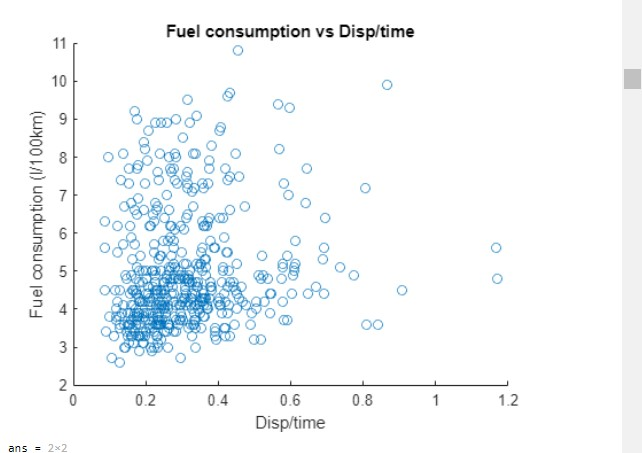 Fuel consumption vs Disp/time
11
10
9
8
7
6
5
4
3
2
Fuel consumption (l/100km)
0 0.2 0.4 0.6 0.8 1 1.2
Disp/time
ans = 2×2